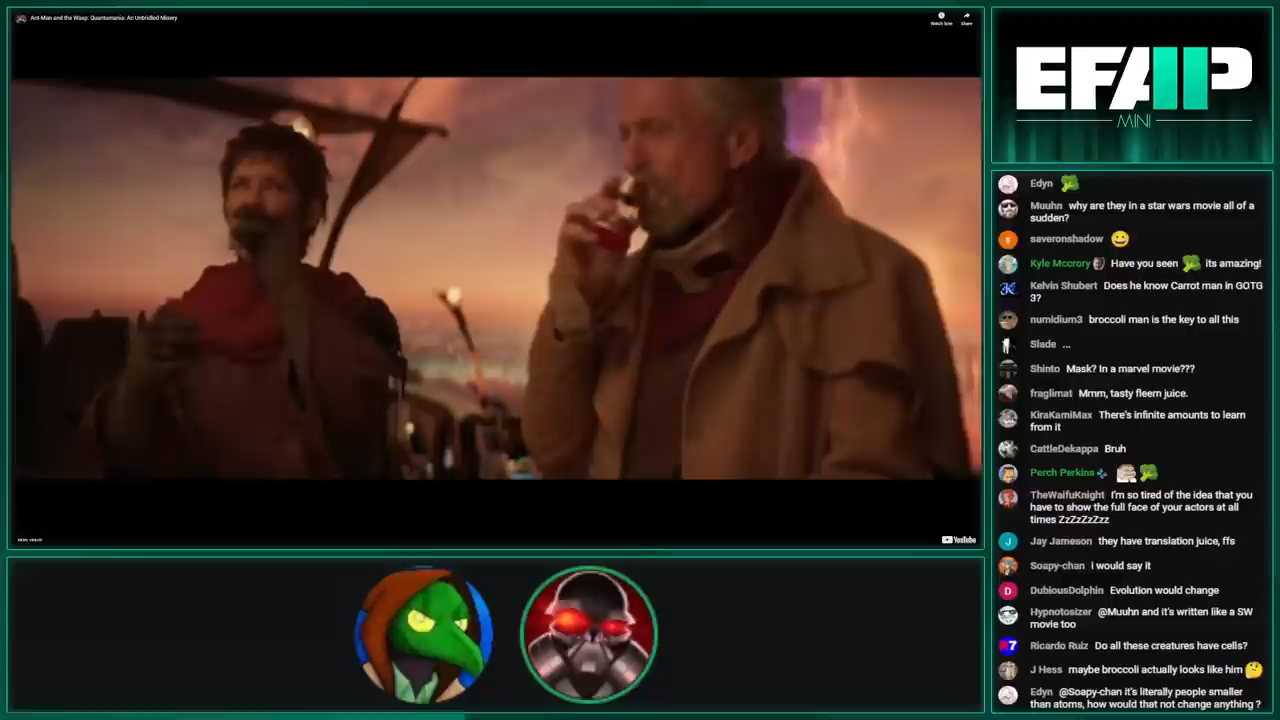 Ant-Man and the Wasp: Quantumania: An Unbridled Misery
Watch later
Share
YouTube
EFAP
MINI
Edyn
Muuhn why are they in a star wars movie all of a
sudden?
saveronshadow
Kyle Mccrory Have you seen its amazing!
Kelvin Shubert Does he know Carrot man in GOTG
3?
numidium3 broccoli man is the key to all this
Slade ...
Shinto Mask? In a marvel movie???
fraglimat Mmm, tasty fleem juice.
KiraKamiMax There's infinite amounts to learn
from it
CattleDekappa Bruh
Perch Perkins
TheWaifuKnight I'm so tired of the idea that you
have to show the full face of your actors at all
times ZzZzZzZzz
J
Jay Jameson they have translation juice, ffs
Soapy-chan I would say it
D
DubiousDolphin Evolution would change
Hypnotosizer @Muuhn and it's written like a SW
movie too
Ricardo Ruiz Do all these creatures have cells?
J Hess maybe broccoli actually looks like him
Edyn @Soapy-chan it's literally people smaller
than atoms, how would that not change anything ?